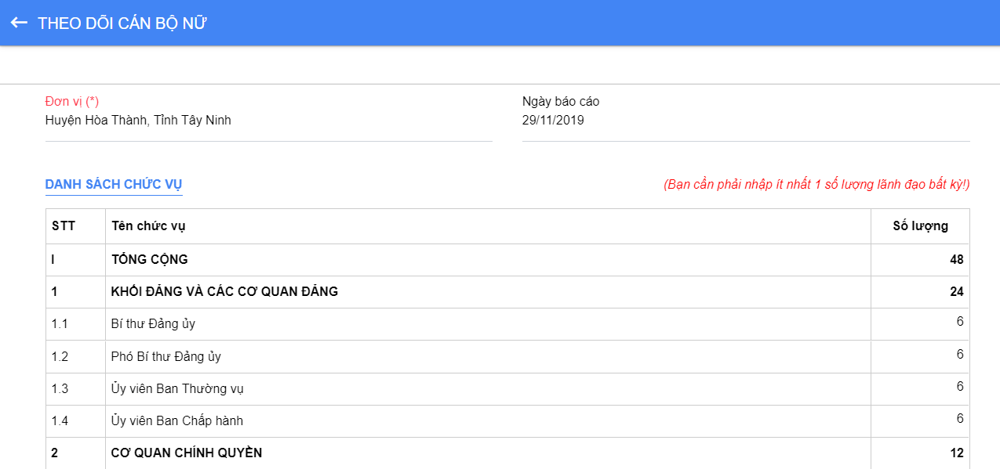 THEO DÕI CÁN BỘ NỮ
Đơn vị (*)
Huyện Hòa Thành, Tỉnh Tây Ninh
Ngày báo cáo
29/11/2019
DANH SÁCH CHỨC VỤ
(Bạn cần phải nhập ít nhất 1 số lượng lãnh đạo bất kỳ!)
STT Tên chức vụ Số lượng
I TỔNG CỘNG 48
1 KHỐI ĐẢNG VÀ CÁC CƠ QUAN ĐẢNG 24
1.1 Bí thư Đảng ủy 6
1.2 Phó Bí thư Đảng ủy 6
1.3 Ủy viên Ban Thường vụ 6
1.4 Ủy viên Ban Chấp hành 6
2 CƠ QUAN CHÍNH QUYỀN 12